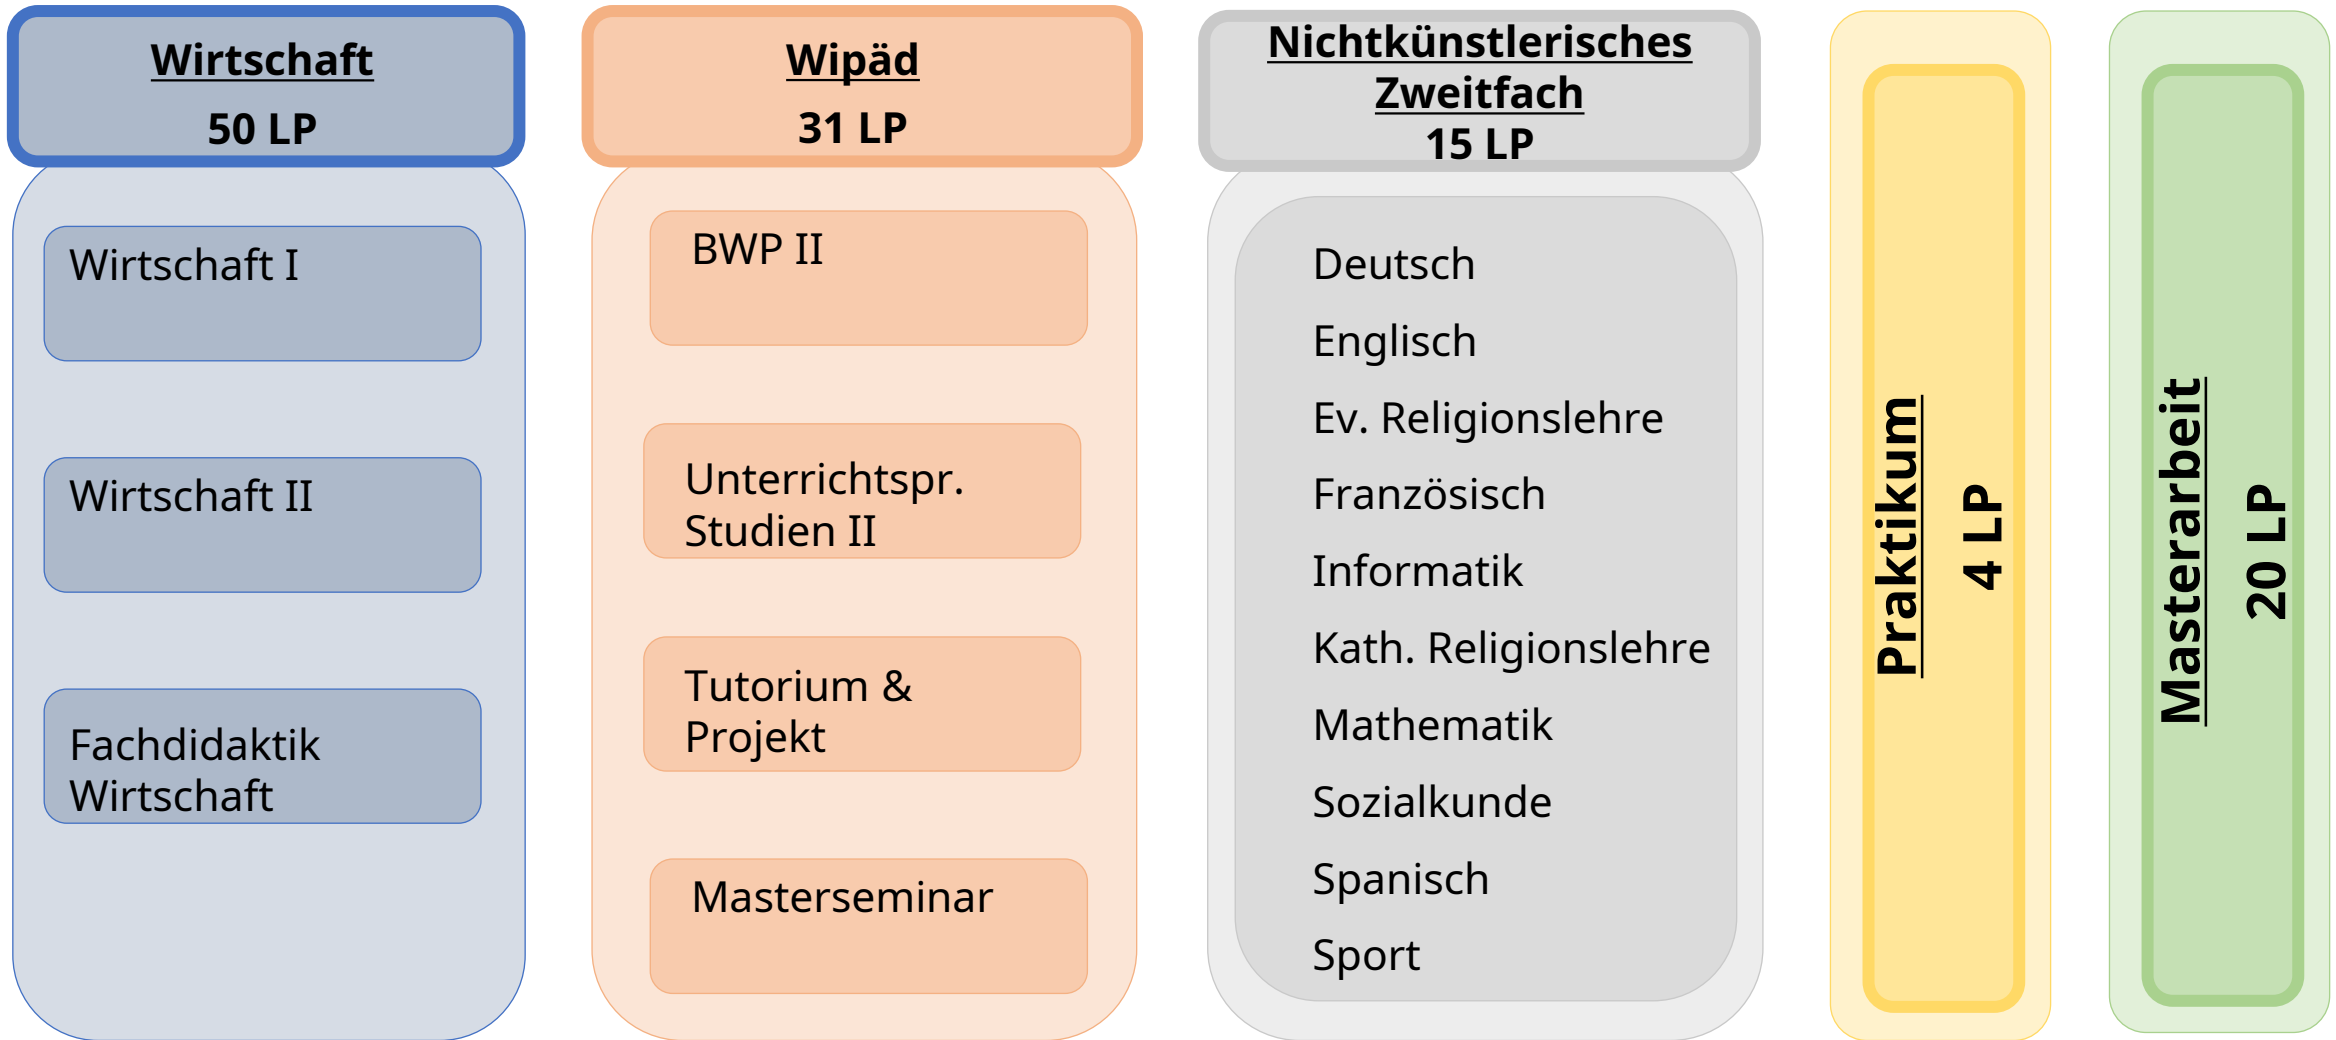 Wirtschaft
50 LP
Wirtschaft I
Wirtschaft II
Fachdidaktik
Wirtschaft
Wipäd
31 LP
BWP II
Unterrichtspr.
Studien II
Tutorium &
Projekt
Masterseminar
Nichtkünstlerisches
Zweitfach
15 LP
Deutsch
Englisch
Ev. Religionslehre
Französisch
Informatik
Kath. Religionslehre
Mathematik
Sozialkunde
Spanisch
Sport
Praktikum
4 LP
Masterarbeit
20 LP